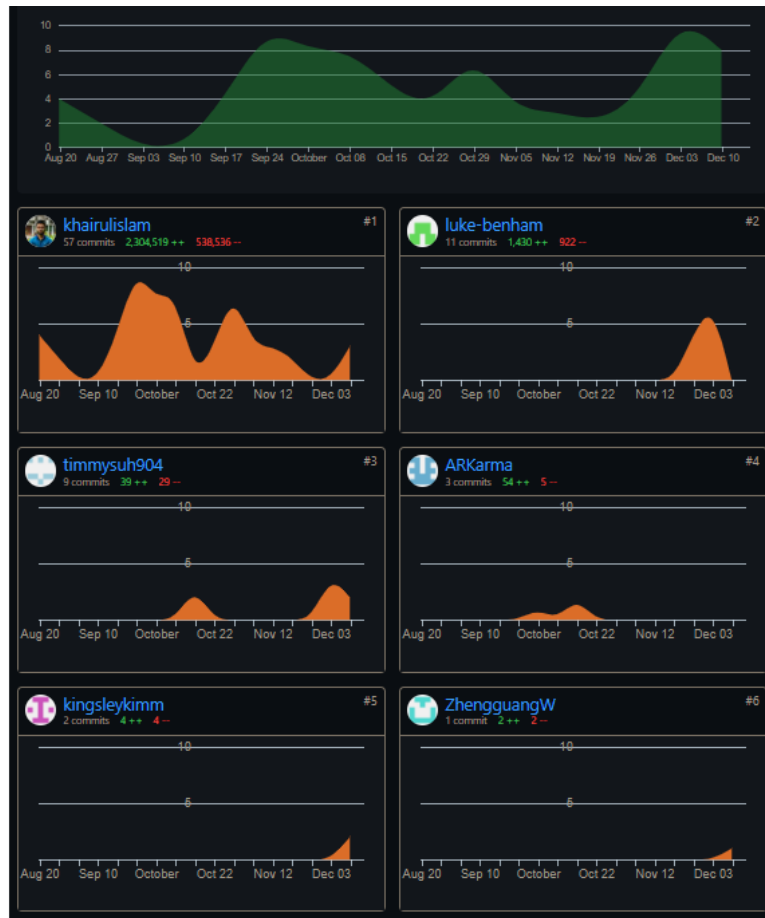 10
8
6
4
2
0
Aug 20 Aug 27 Sep 03 Sep 10 Sep 17 Sep 24 October Oct 08 Oct 15 Oct 22 Oct 29 Nov 05 Nov 12 Nov 19 Nov 26 Dec 03 Dec 10
khairulislam #1
57 commits 2,304,519 ++ 538,536 --
10
5
Aug 20 Sep 10 October Oct 22 Nov 12 Dec 03
luke-benham #2
11 commits 1,430 ++ 922 --
10
5
Aug 20 Sep 10 October Oct 22 Nov 12 Dec 03
timmysuh904 #3
9 commits 39 ++ 29 --
10
5
Aug 20 Sep 10 October Oct 22 Nov 12 Dec 03
ARKarma #4
3 commits 54 ++ 5 --
10
5
Aug 20 Sep 10 October Oct 22 Nov 12 Dec 03
kingsleykimm #5
2 commits 4 ++ 4 --
10
5
Aug 20 Sep 10 October Oct 22 Nov 12 Dec 03
ZhengguangW #6
1 commit 2 ++ 2 --
10
5
Aug 20 Sep 10 October Oct 22 Nov 12 Dec 03